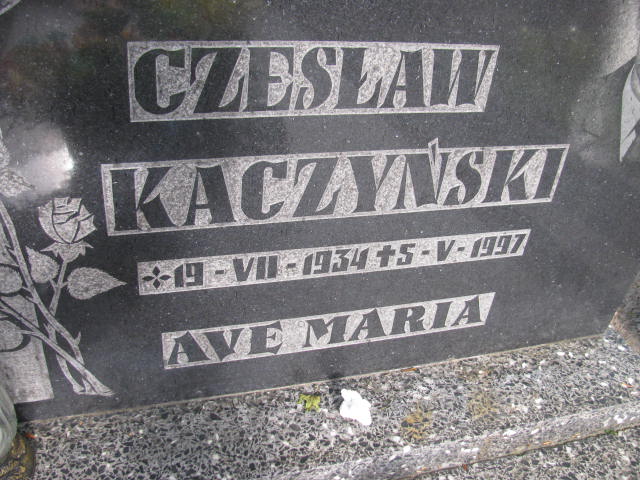 CZESŁAW
KACZYŃSKI
✣19-VII-1934 ✝5-V-1997
AVE MARIA